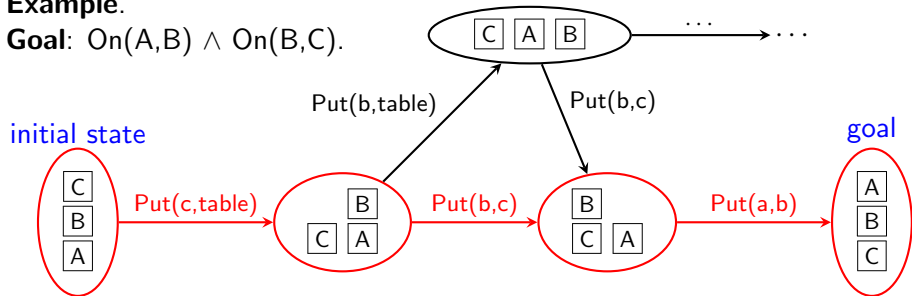 Example.
Goal: On(A,B) ∧ On(B,C).
C A B
···
···
Put(b,table)
Put(b,c)
initial state
goal
C
B
A
Put(c,table)
B
C A
Put(b,c)
B
C A
Put(a,b)
A
B
C